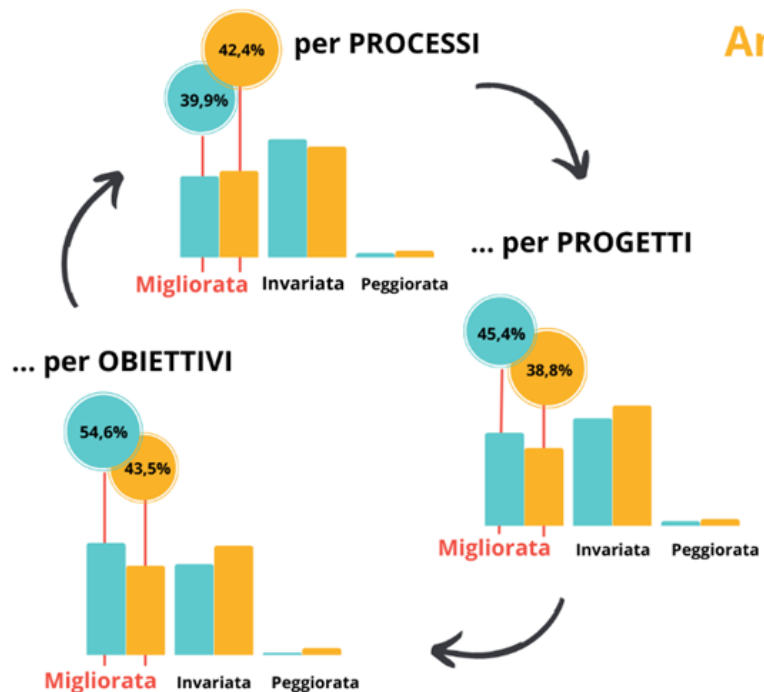 42,4%
per PROCESSI
39,9%
Migliorata Invariata Peggiorata
... per PROGETTI
45,4%
38,8%
Migliorata Invariata Peggiorata
... per OBIETTIVI
54,6%
43,5%
Migliorata Invariata Peggiorata